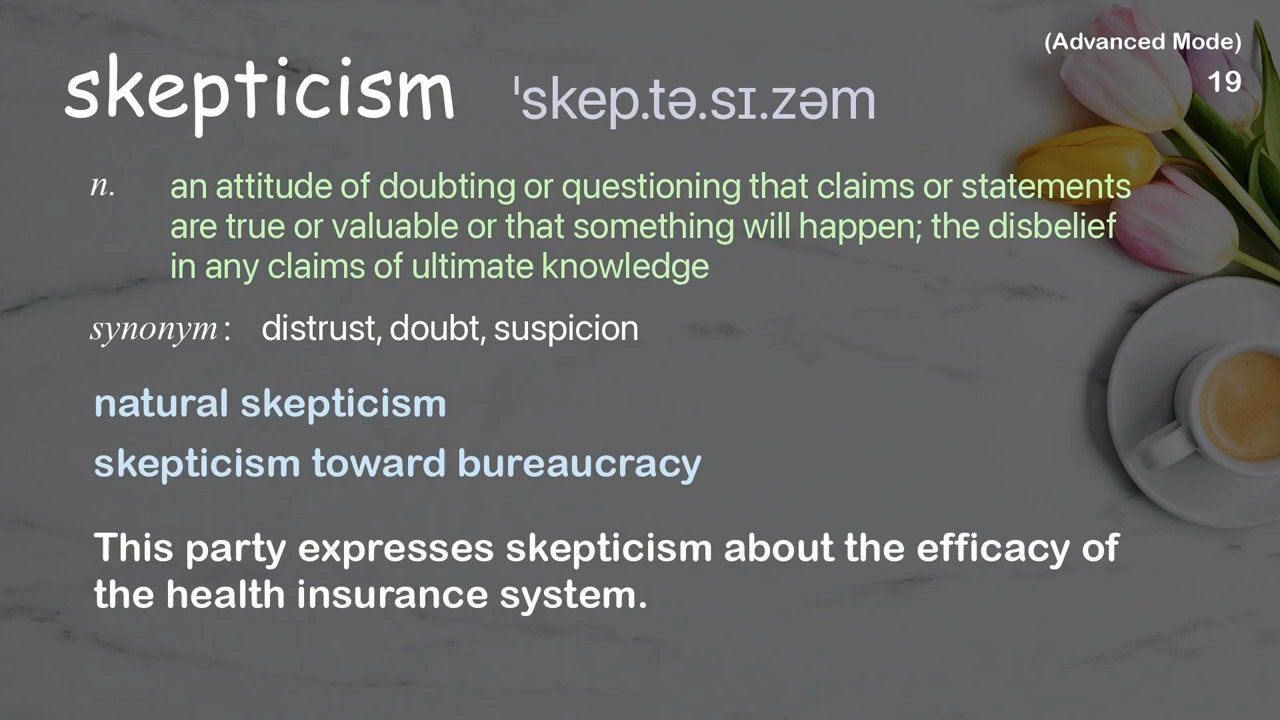 (Advanced Mode)
19
skepticism ˈskep.tə.sɪ.zəm
n. an attitude of doubting or questioning that claims or statements
are true or valuable or that something will happen; the disbelief
in any claims of ultimate knowledge
synonym: distrust, doubt, suspicion
natural skepticism
skepticism toward bureaucracy
This party expresses skepticism about the efficacy of
the health insurance system.